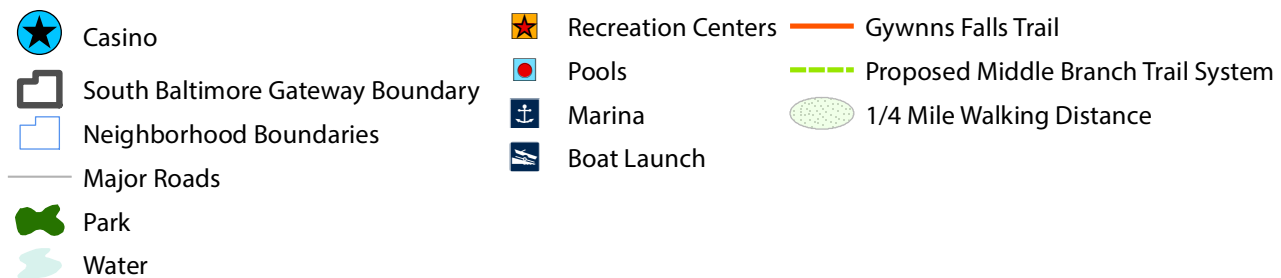 Casino
South Baltimore Gateway Boundary
Neighborhood Boundaries
Major Roads
Park
Water
Recreation Centers
Pools
Marina
Boat Launch
Gywnns Falls Trail
Proposed Middle Branch Trail System
1/4 Mile Walking Distance